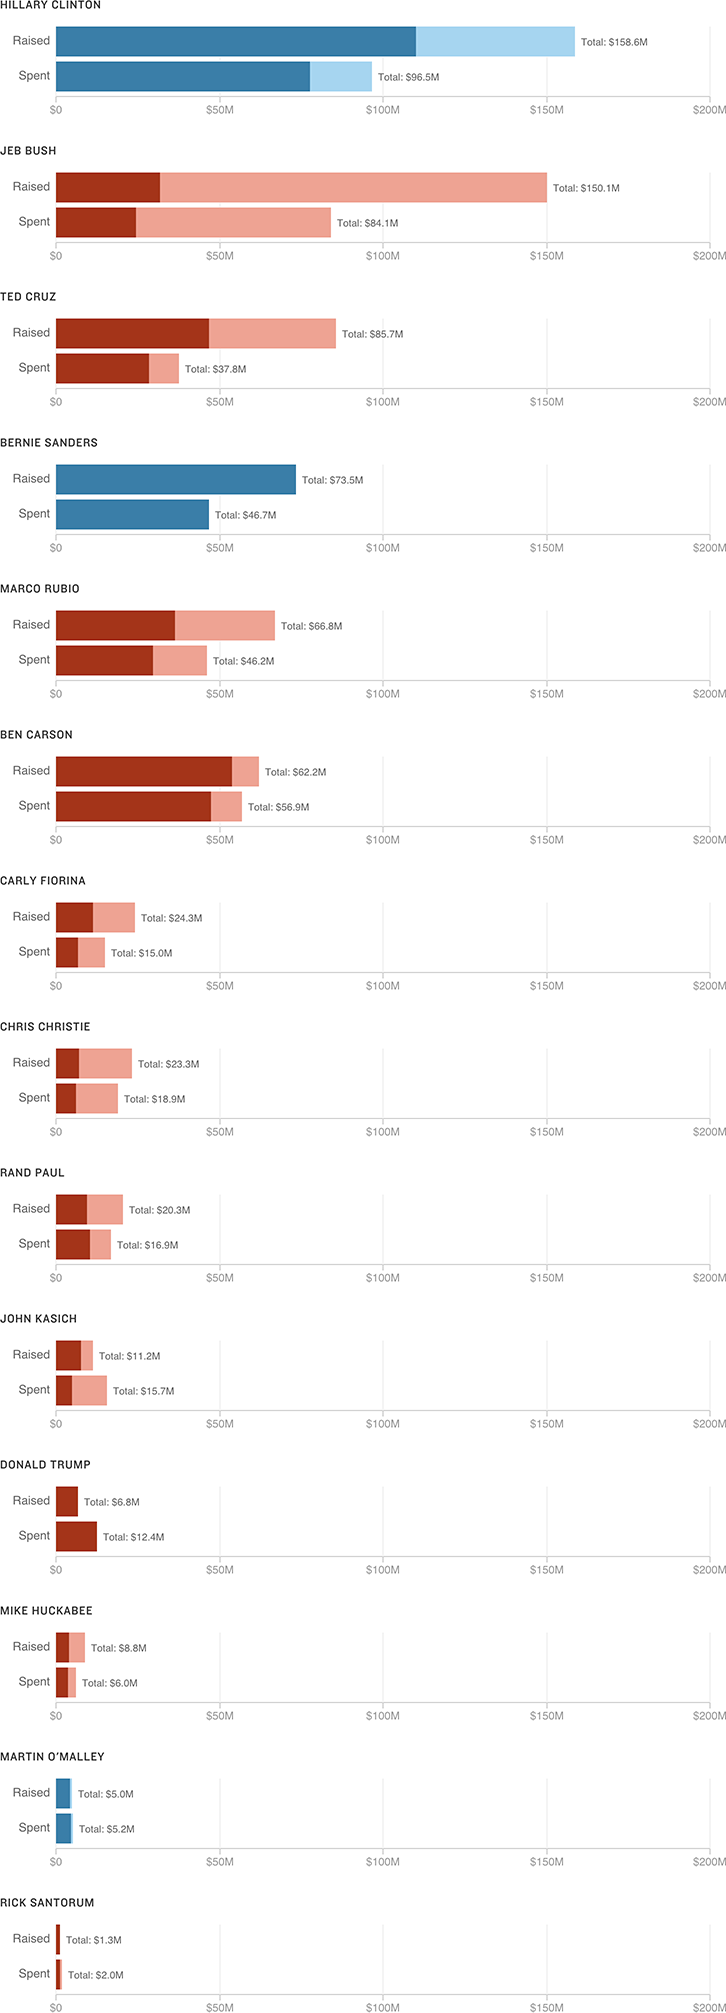 HILLARY CLINTON
Raised Total: $158.6M
Spent Total: $96.5M
$0 $50M $100M $150M $200M
JEB BUSH
Raised Total: $150.1M
Spent Total: $84.1M
$0 $50M $100M $150M $200M
TED CRUZ
Raised Total: $85.7M
Spent Total: $37.8M
$0 $50M $100M $150M $200M
BERNIE SANDERS
Raised Total: $73.5M
Spent Total: $46.7M
$0 $50M $100M $150M $200M
MARCO RUBIO
Raised Total: $66.8M
Spent Total: $46.2M
$0 $50M $100M $150M $200M
BEN CARSON
Raised Total: $62.2M
Spent Total: $56.9M
$0 $50M $100M $150M $200M
CARLY FIORINA
Raised Total: $24.3M
Spent Total: $15.0M
$0 $50M $100M $150M $200M
CHRIS CHRISTIE
Raised Total: $23.3M
Spent Total: $18.9M
$0 $50M $100M $150M $200M
RAND PAUL
Raised Total: $20.3M
Spent Total: $16.9M
$0 $50M $100M $150M $200M
JOHN KASICH
Raised Total: $11.2M
Spent Total: $15.7M
$0 $50M $100M $150M $200M
DONALD TRUMP
Raised Total: $6.8M
Spent Total: $12.4M
$0 $50M $100M $150M $200M
MIKE HUCKABEE
Raised Total: $8.8M
Spent Total: $6.0M
$0 $50M $100M $150M $200M
MARTIN O'MALLEY
Raised Total: $5.0M
Spent Total: $5.2M
$0 $50M $100M $150M $200M
RICK SANTORUM
Raised Total: $1.3M
Spent Total: $2.0M
$0 $50M $100M $150M $200M